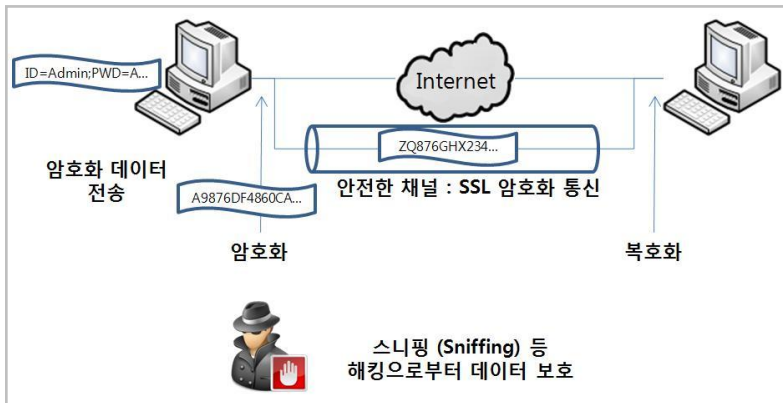 ID=Admin;PWD=A...
Internet
ZQ876GHX234...
암호화 데이터
전송
A9876DF4860CA...
안전한 채널 : SSL 암호화 통신
암호화
복호화
스니핑 (Sniffing) 등
해킹으로부터 데이터 보호